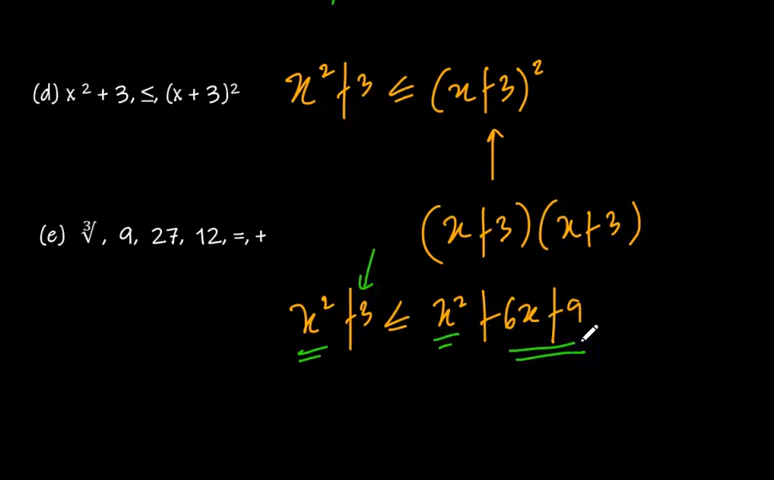 (d) x² + 3, ≤, (x + 3)² x² + 3 ≤ (x+3)²
(x+3)(x+3)
(e) ∛, 9, 27, 12, =, +
x² + 3 ≤ x² + 6x + 9